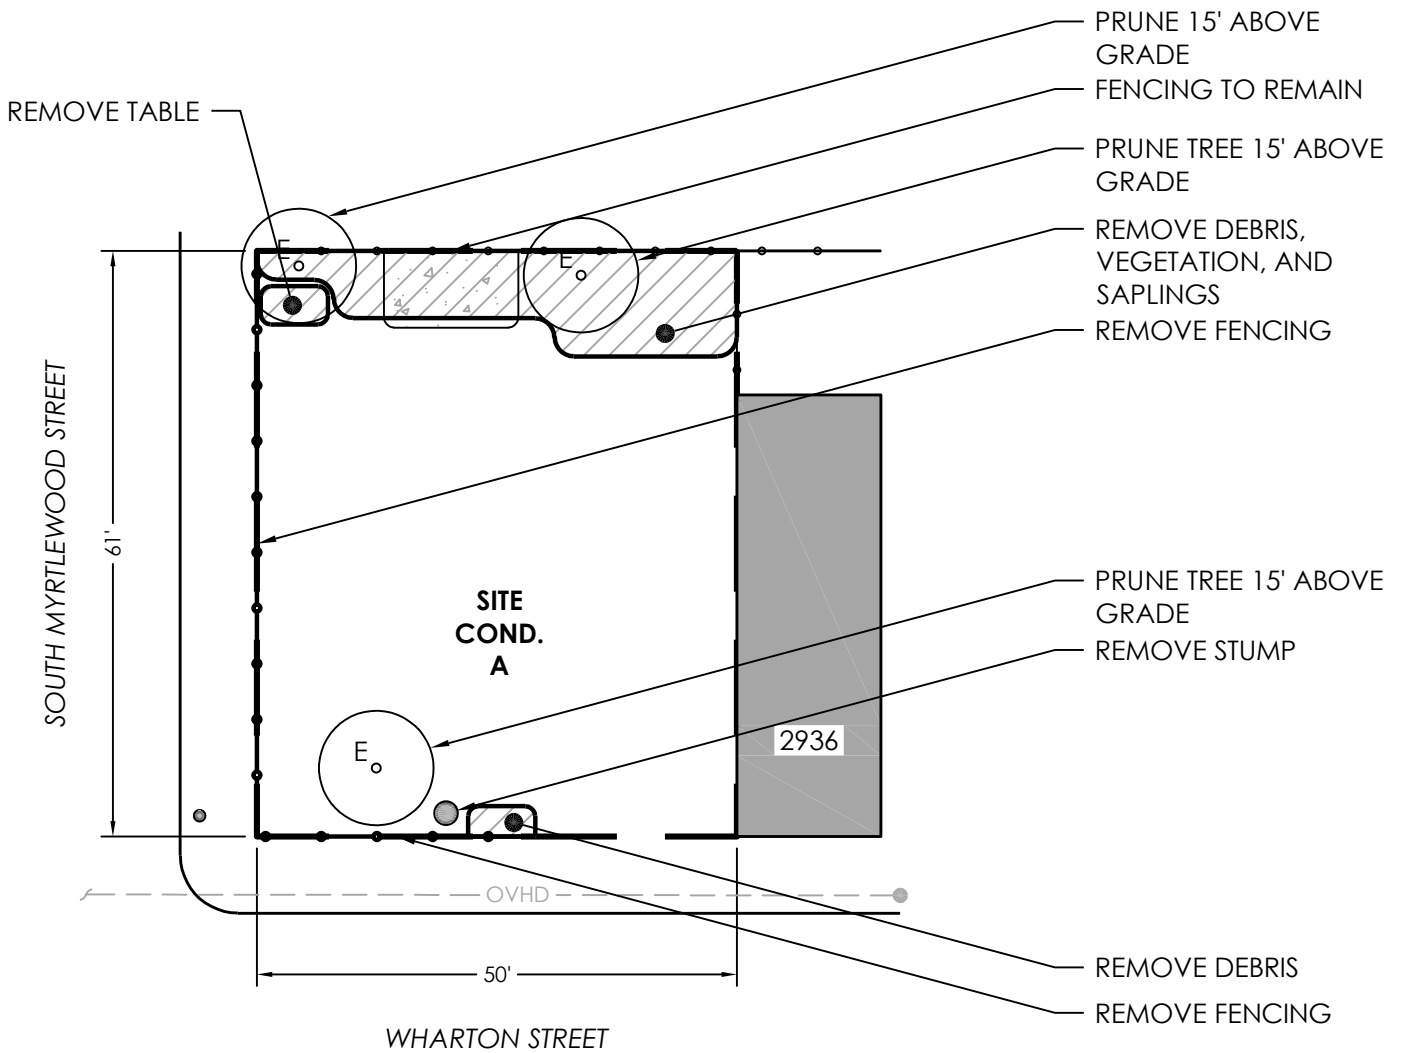 PRUNE 15' ABOVE
GRADE
FENCING TO REMAIN
REMOVE TABLE
PRUNE TREE 15' ABOVE
GRADE
REMOVE DEBRIS,
VEGETATION, AND
SAPLINGS
REMOVE FENCING
E
E
SOUTH MYRTLEWOOD STREET
61'
SITE
COND.
A
PRUNE TREE 15' ABOVE
GRADE
REMOVE STUMP
E
2936
OVHD
REMOVE DEBRIS
50'
REMOVE FENCING
WHARTON STREET